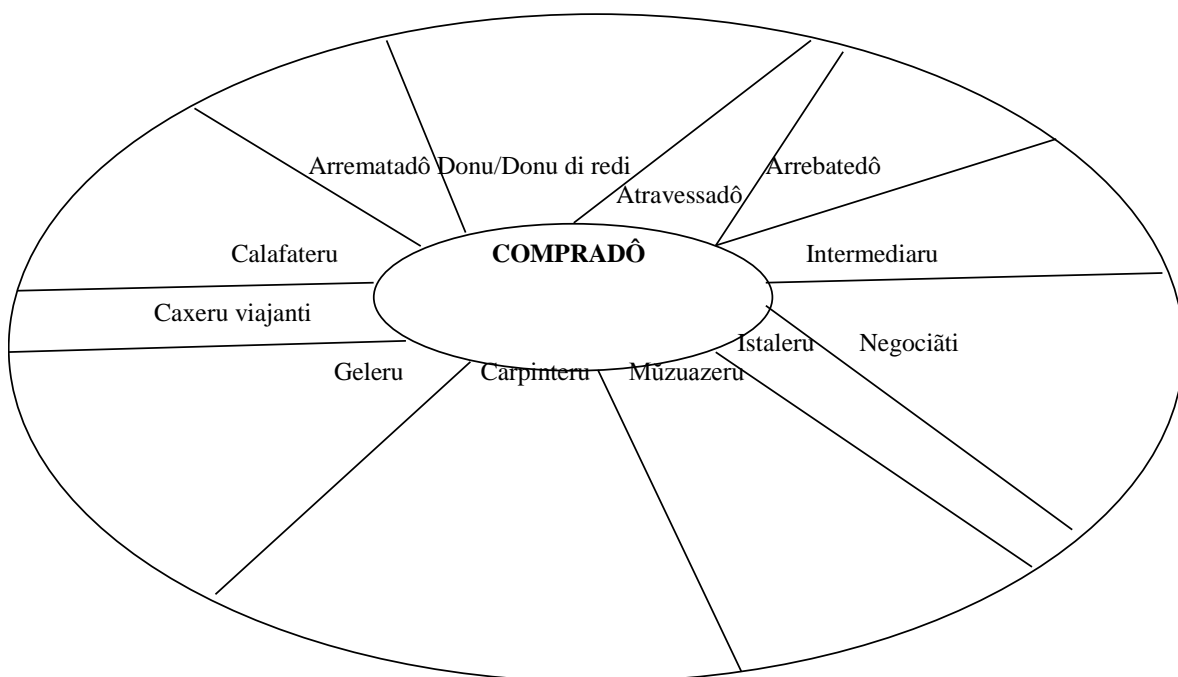 Arrematadô Donu/Donu di redi Arrebatedô
Atravessadô
Calafateru COMPRADÔ Intermediaru
Caxeru viajanti
Istaleru Negociãti
Geleru Carpinteru Mũzuazeru